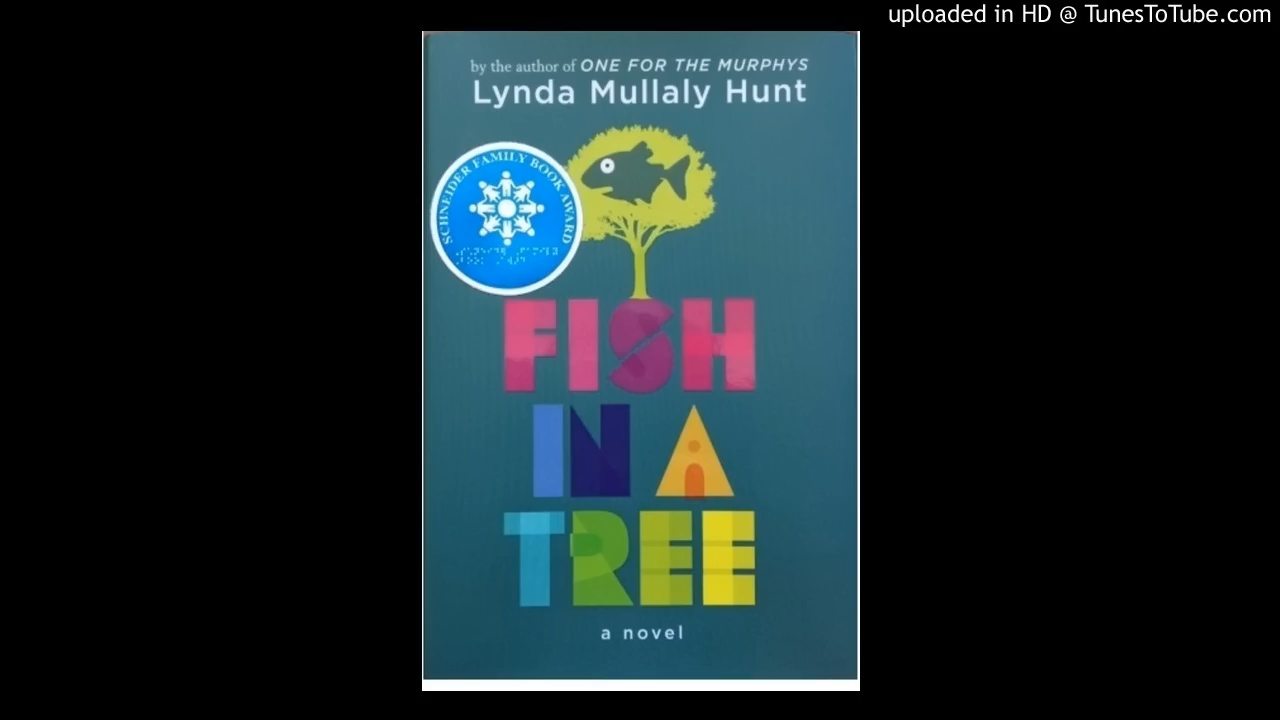 uploaded in HD @ TunesToTube.com
by the author of ONE FOR THE MURPHYS
Lynda Mullaly Hunt
SCHNEIDER FAMILY BOOK AWARD
FISH
IN A
TREE
a novel